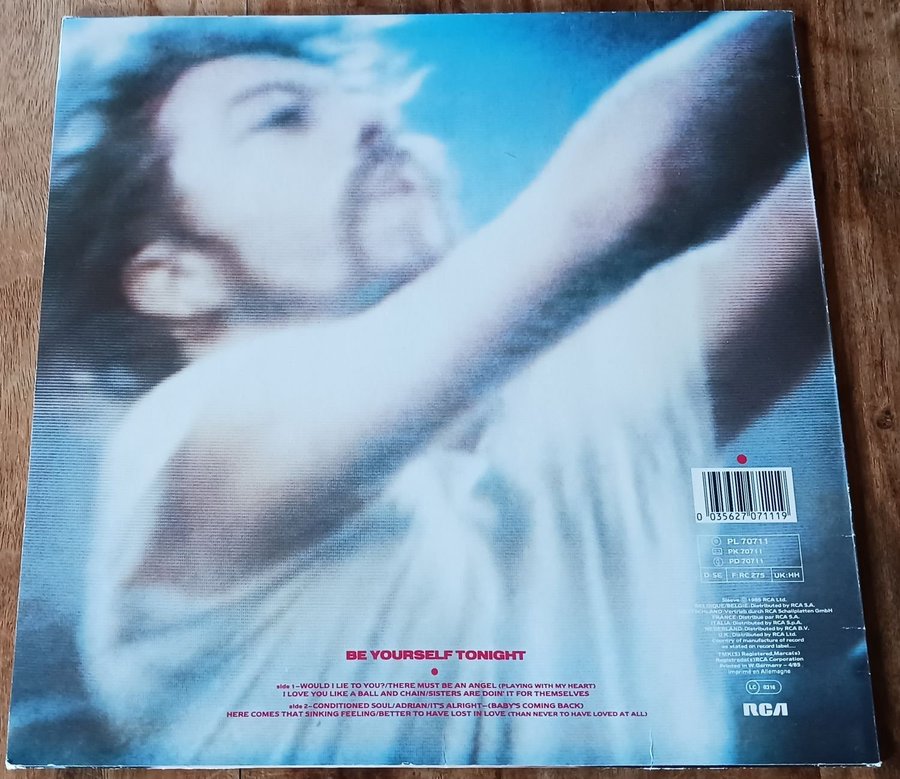 0 035627 071119
PL 70711
PK 70711
PD 70711
D: SE F: RC 275 UK: HH
Sleeve Ⓟ 1985 RCA Ltd.
BELGIQUE/BELGIË: Distributed by RCA S.A.
Vertrieb durch RCA Schallplatten GmbH
FRANCE: Distribué par RCA S.A.
ITALIA: Distributed by RCA S.p.A.
NEDERLAND: Distributed by RCA B.V.
U.K.: Distributed by RCA Ltd.
Country of manufacture of record
as stated on record label....
TMK(S) Registered, Marca(s)
Registrada(s) RCA Corporation
Printed in W. Germany - 4/85
imprimé en Allemagne
LC 0316
RCA
BE YOURSELF TONIGHT
side 1–WOULD I LIE TO YOU?/THERE MUST BE AN ANGEL (PLAYING WITH MY HEART)
I LOVE YOU LIKE A BALL AND CHAIN/SISTERS ARE DOIN' IT FOR THEMSELVES
side 2–CONDITIONED SOUL/ADRIAN/IT'S ALRIGHT–(BABY'S COMING BACK)
HERE COMES THAT SINKING FEELING/BETTER TO HAVE LOST IN LOVE (THAN NEVER TO HAVE LOVED AT ALL)